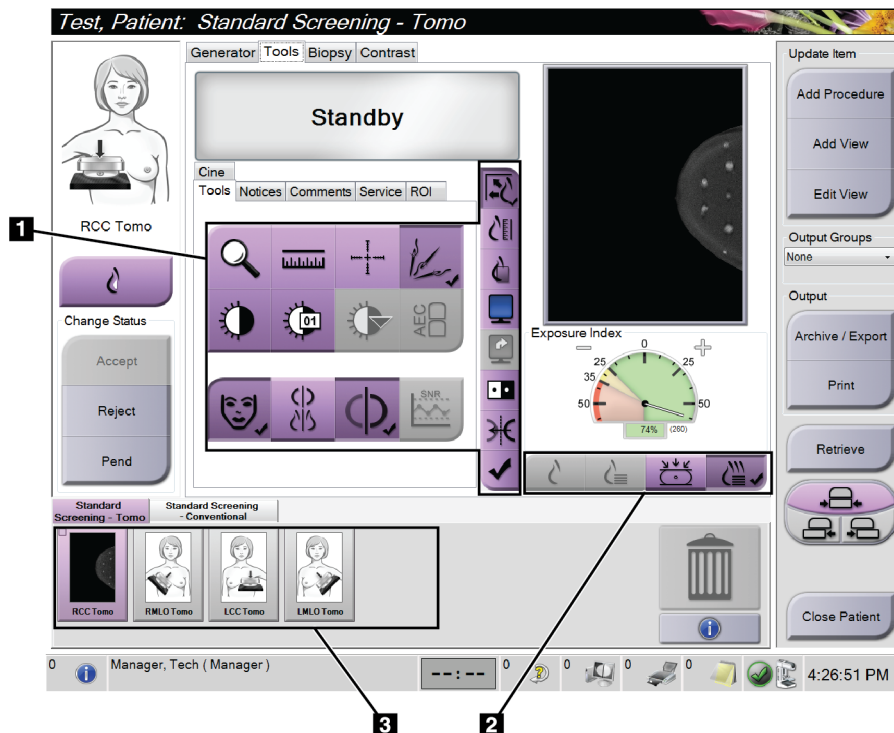 Test, Patient: Standard Screening - Tomo
Generator Tools Biopsy Contrast
Standby
Cine
Tools Notices Comments Service ROI
RCC Tomo
Change Status
Accept
Reject
Pend
1
01
AEC
SNR
Exposure Index
0
25 25
35
50 50
74% (260)
Update Item
Add Procedure
Add View
Edit View
Output Groups
None
Output
Archive / Export
Print
Retrieve
Close Patient
Standard
Screening - Tomo
Standard Screening
- Conventional
RCC Tomo
RMLO Tomo
LCC Tomo
LMLO Tomo
0 Manager, Tech ( Manager ) --:-- 0 0 0 0 4:26:51 PM
3 2